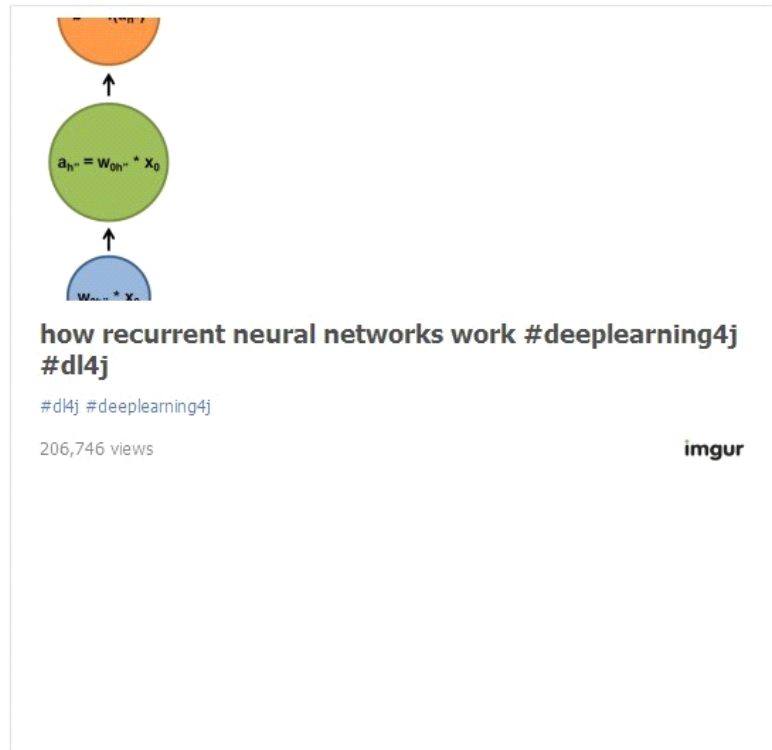 aₕ" = w₀ₕ" * x₀
how recurrent neural networks work #deeplearning4j
#dl4j
#dl4j #deeplearning4j
206,746 views
imgur